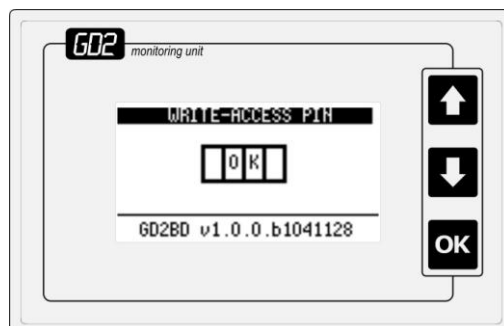 GD2 monitoring unit
WRITE-ACCESS PIN
OK
GD2BD v1.0.0.b1041128
OK